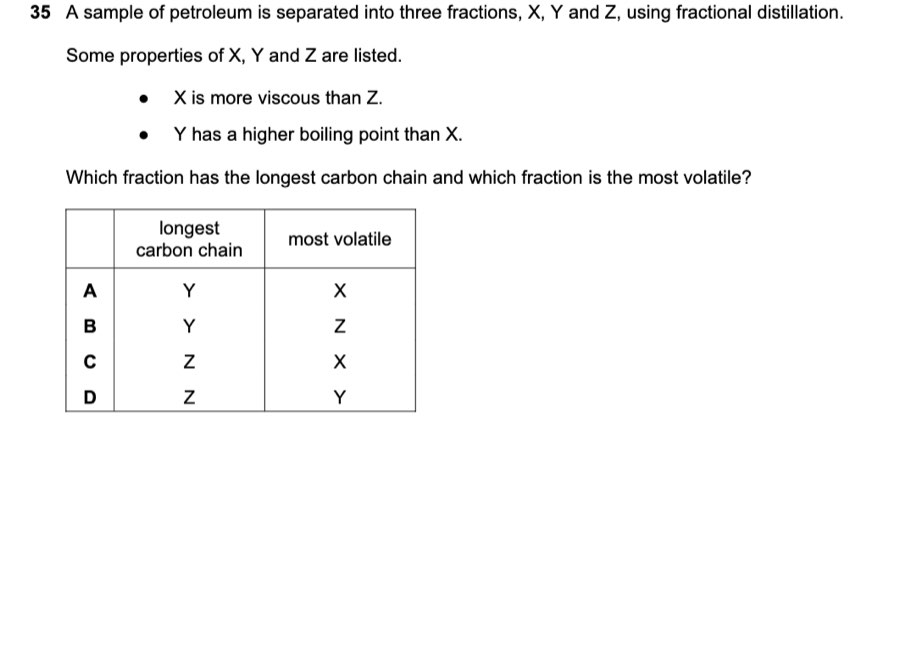 35 A sample of petroleum is separated into three fractions, X, Y and Z, using fractional distillation.
Some properties of X, Y and Z are listed.
● X is more viscous than Z.
● Y has a higher boiling point than X.
Which fraction has the longest carbon chain and which fraction is the most volatile?
longest
carbon chain most volatile
A Y X
B Y Z
C Z X
D Z Y